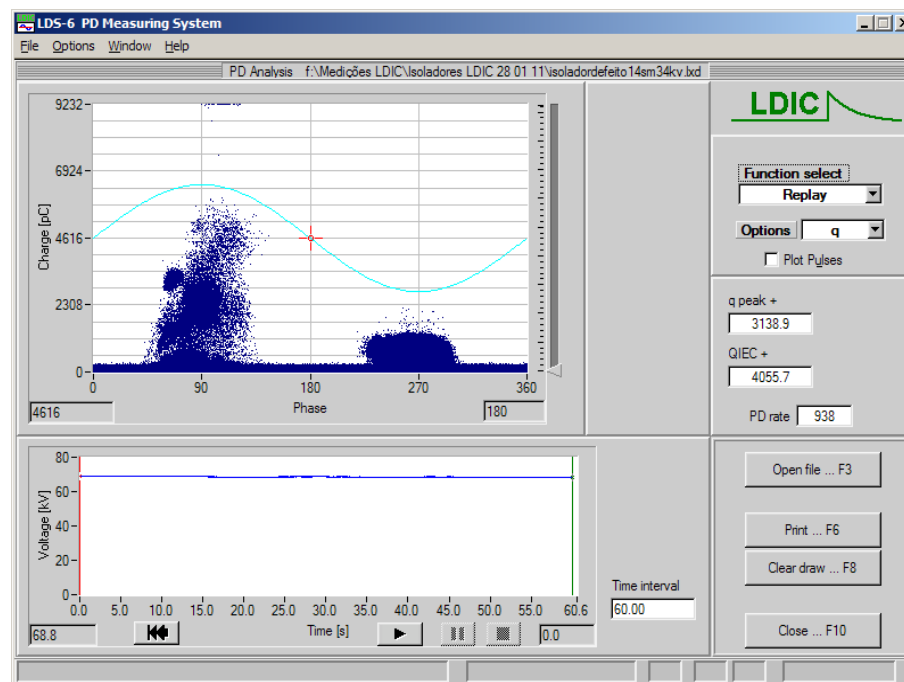 LDS-6 PD Measuring System
File Options Window Help
PD Analysis f:\Medições LDIC\Isoladores LDIC 28 01 11\isoladordefeito14sm34kv.lxd
9232
6924
4616
2308
0
Charge [pC]
0 90 180 270 360
Phase
4616
180
LDIC
Function select
Replay
Options q
Plot Pulses
q peak +
3138.9
QIEC +
4055.7
PD rate 938
80
60
40
20
0
Voltage [kV]
0.0 5.0 10.0 15.0 20.0 25.0 30.0 35.0 40.0 45.0 50.0 55.0 60.6
Time [s]
68.8
0.0
Time interval
60.00
Open file ... F3
Print ... F6
Clear draw ... F8
Close ... F10